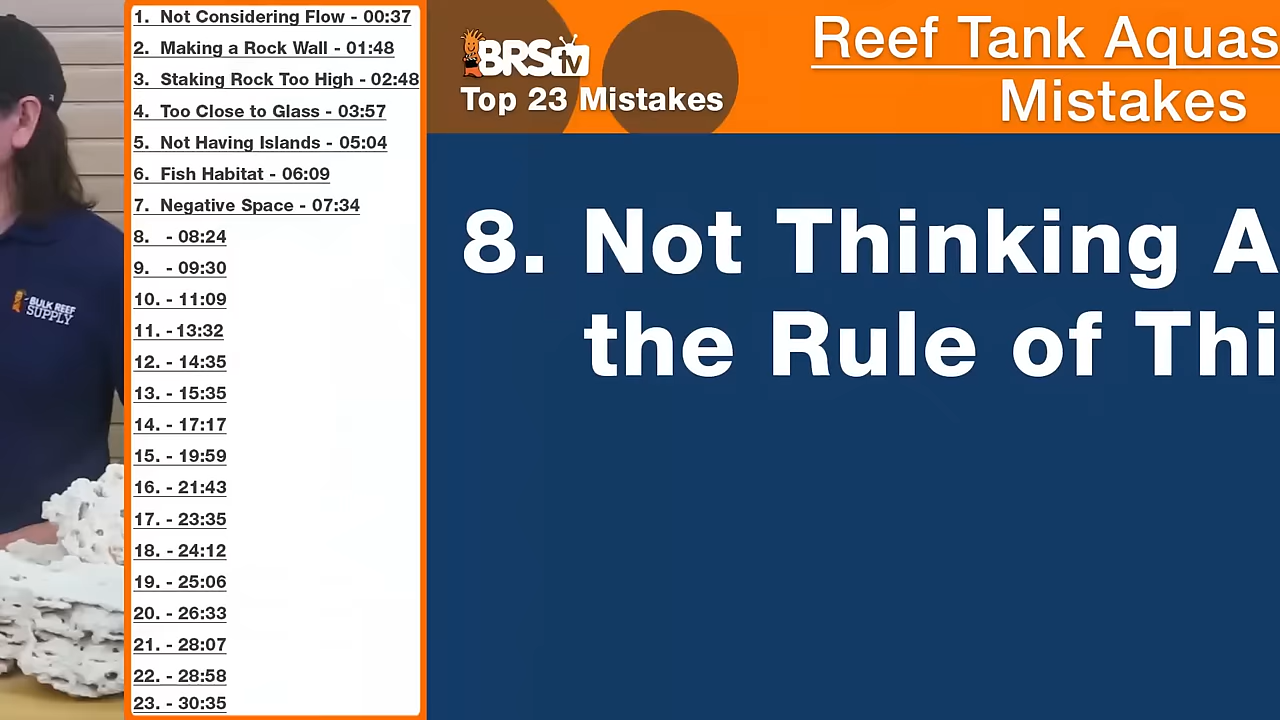 1. Not Considering Flow - 00:37
2. Making a Rock Wall - 01:48
3. Staking Rock Too High - 02:48
4. Too Close to Glass - 03:57
5. Not Having Islands - 05:04
6. Fish Habitat - 06:09
7. Negative Space - 07:34
8. - 08:24
9. - 09:30
10. - 11:09
11. - 13:32
12. - 14:35
13. - 15:35
14. - 17:17
15. - 19:59
16. - 21:43
17. - 23:35
18. - 24:12
19. - 25:06
20. - 26:33
21. - 28:07
22. - 28:58
23. - 30:35
BULK REEF
SUPPLY
BRStv
Top 23 Mistakes
Reef Tank Aquas
Mistakes
8. Not Thinking A
the Rule of Thi